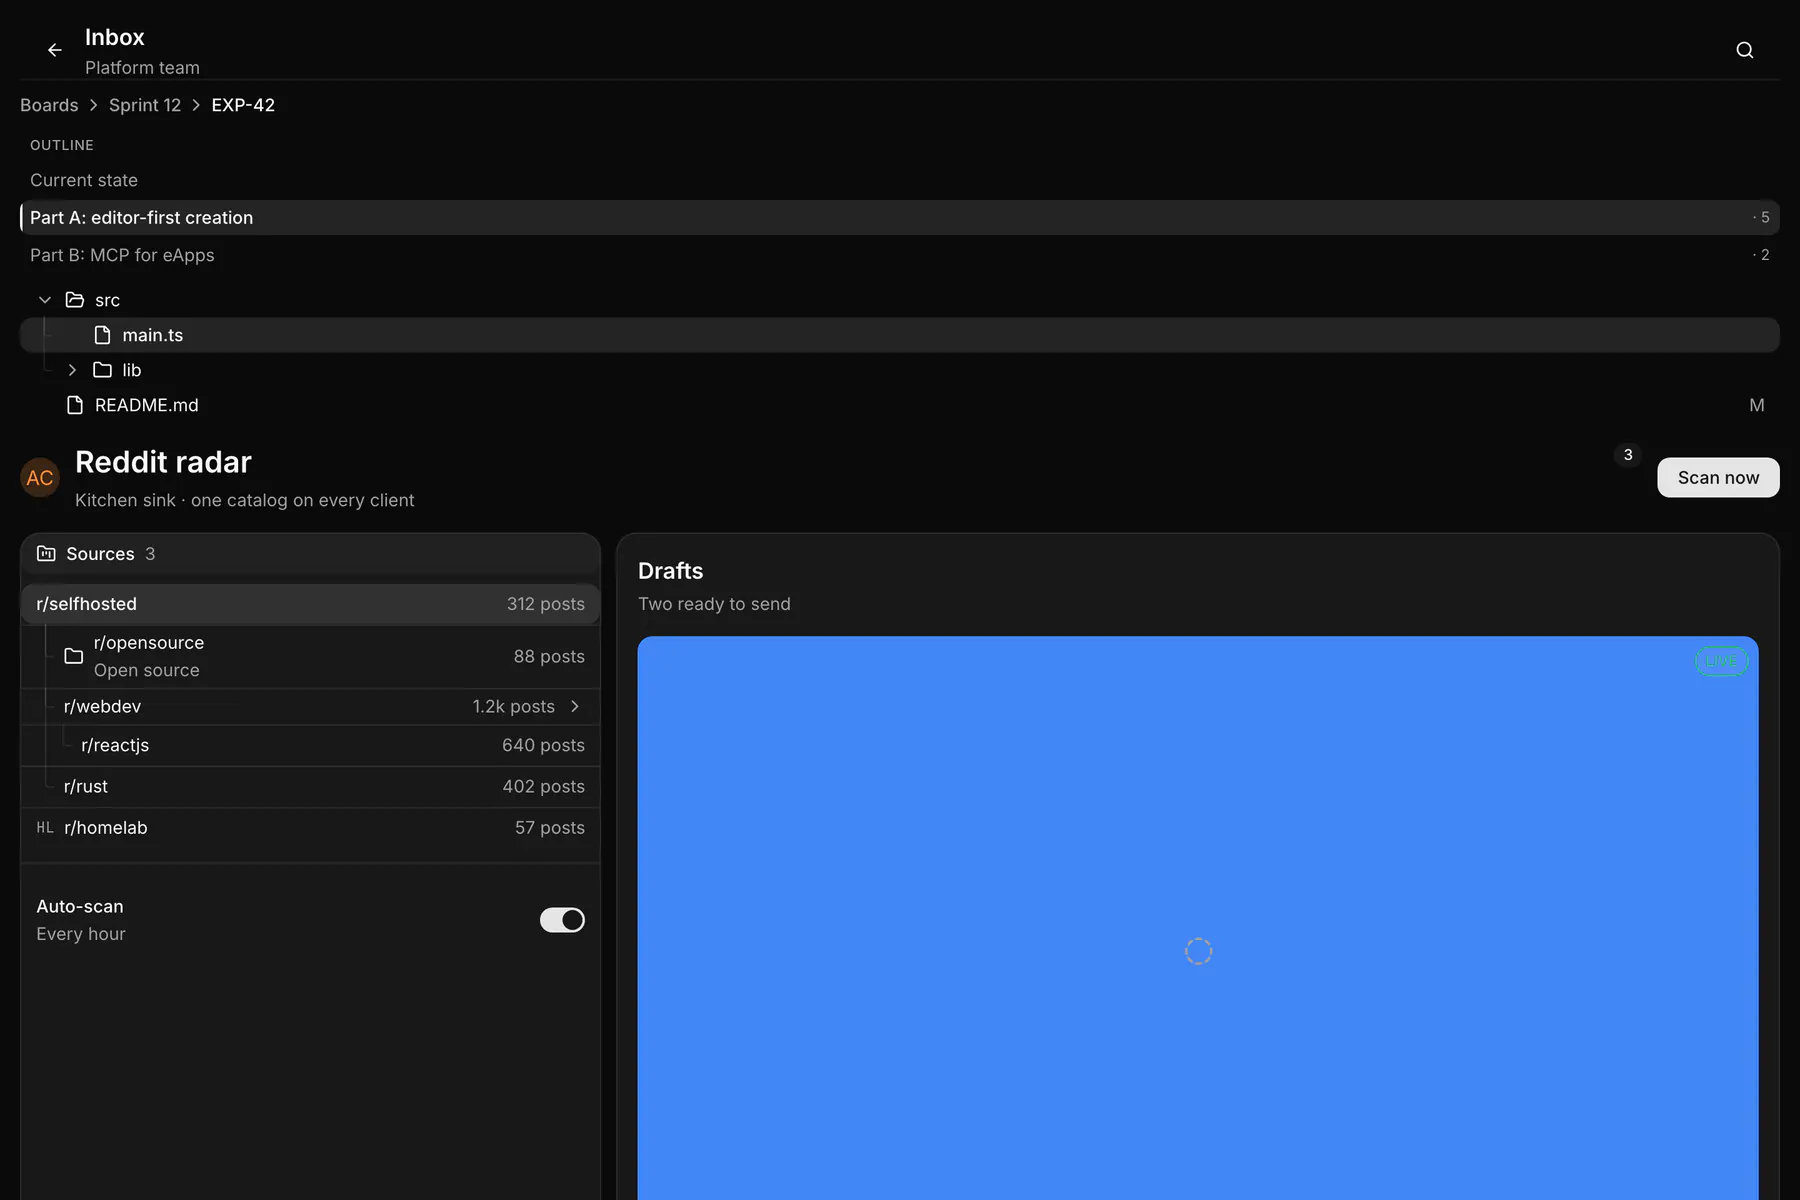 Inbox
Platform team
Boards
Sprint 12
EXP-42
OUTLINE
Current state
Part A: editor-first creation · 5
Part B: MCP for eApps · 2
src
main.ts
lib
README.md M
AC
Reddit radar
Kitchen sink · one catalog on every client
3
Scan now
Sources 3
r/selfhosted 312 posts
r/opensource
Open source
88 posts
r/webdev 1.2k posts
r/reactjs 640 posts
r/rust 402 posts
HL r/homelab 57 posts
Auto-scan
Every hour
Drafts
Two ready to send
LIVE